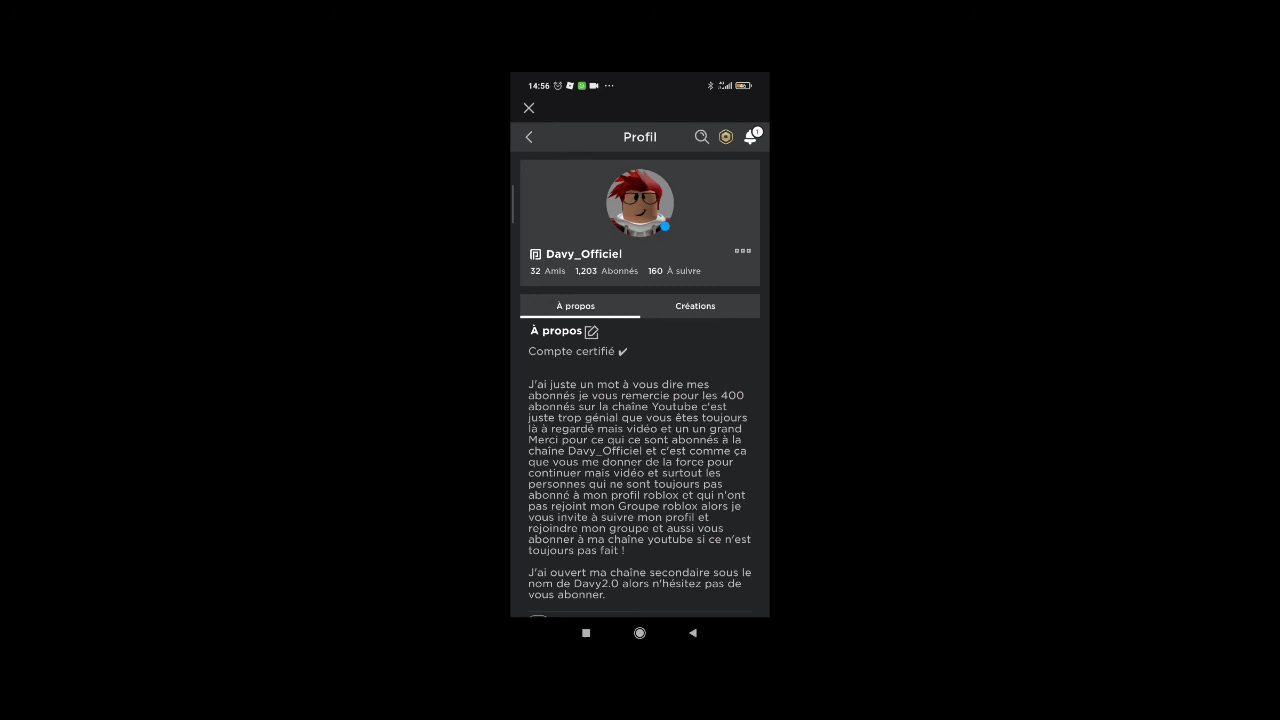 14:56
Profil
1
Davy_Officiel
32 Amis 1,203 Abonnés 160 À suivre
À propos Créations
À propos
Compte certifié ✔
J'ai juste un mot à vous dire mes
abonnés je vous remercie pour les 400
abonnés sur la chaîne Youtube c'est
juste trop génial que vous êtes toujours
là à regardé mais vidéo et un un grand
Merci pour ce qui ce sont abonnés à la
chaîne Davy_Officiel et c'est comme ça
que vous me donner de la force pour
continuer mais vidéo et surtout les
personnes qui ne sont toujours pas
abonné à mon profil roblox et qui n'ont
pas rejoint mon Groupe roblox alors je
vous invite à suivre mon profil et
rejoindre mon groupe et aussi vous
abonner à ma chaîne youtube si ce n'est
toujours pas fait !
J'ai ouvert ma chaîne secondaire sous le
nom de Davy2.0 alors n'hésitez pas de
vous abonner.